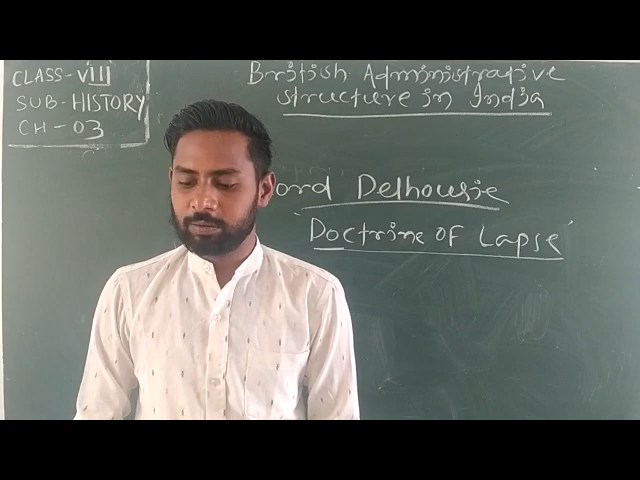 CLASS-VIII
SUB-HISTORY
CH-03
British Administrative
structure in India
ord Delhousie
'Doctrine OF Lapse'